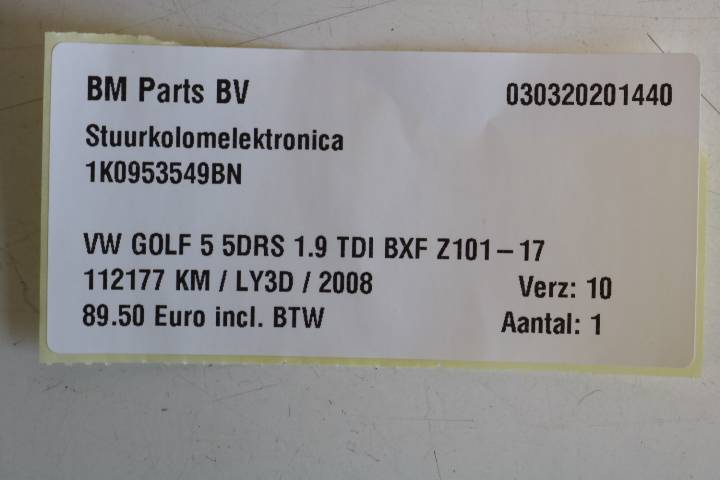 BM Parts BV 030320201440
Stuurkolomelektronica
1K0953549BN
VW GOLF 5 5DRS 1.9 TDI BXF Z101-17
112177 KM / LY3D / 2008 Verz: 10
89.50 Euro incl. BTW Aantal: 1